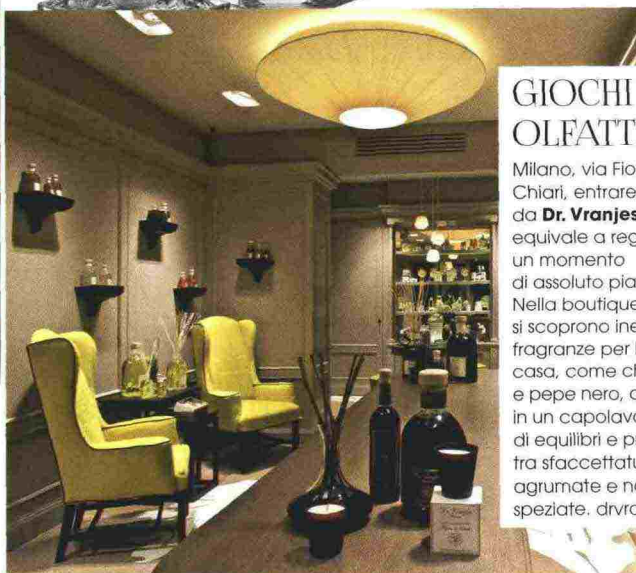 GIOCHI
OLFATT
Milano, via Fio
Chiari, entrare
da Dr. Vranjes
equivale a reg
un momento
di assoluto pia
Nella boutique
si scoprono ine
fragranze per l
casa, come ch
e pepe nero, c
in un capolavo
di equilibri e pr
tra sfaccettatu
agrumate e no
speziate. drvra